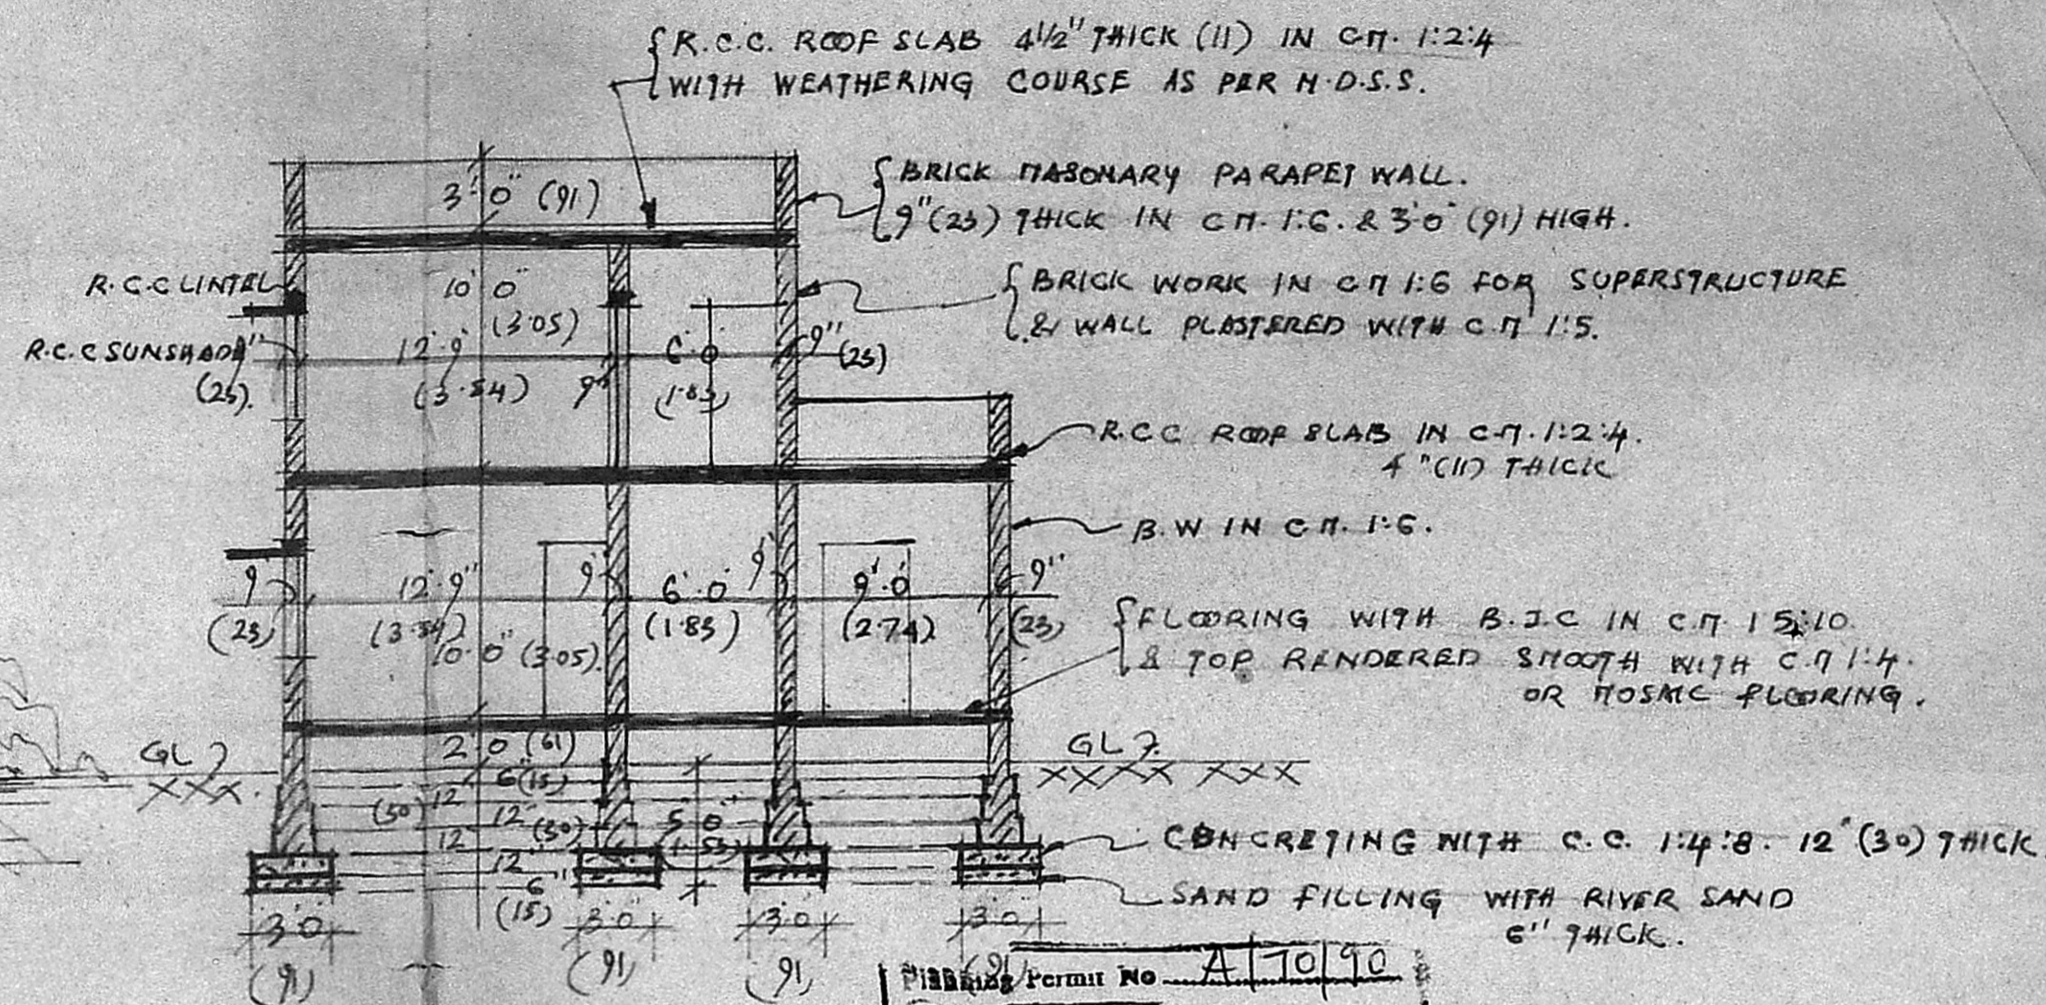 R.C.C. ROOF SLAB 4½" THICK (11) IN C.M. 1:2:4
WITH WEATHERING COURSE AS PER M.D.S.S.
BRICK MASONARY PARAPET WALL.
9" (23) THICK IN C.M. 1:6. & 3'0" (91) HIGH.
3'0" (91)
R.C.C LINTEL
10'0"
(3.05)
BRICK WORK IN C.M 1:6 FOR SUPERSTRUCTURE
& WALL PLASTERED WITH C.M 1:5.
R.C.C SUNSHADE
(23).
12'.9"
(3.84)
9"
6'.0"
(1.83)
9"
(23)
R.C.C ROOF SLAB IN C.M. 1:2:4.
4"(11) THICK
B.W IN C.M. 1:6.
9
(23)
12'.9"
(3.84)
10'.0" (3.05).
9"
6'.0"
(1.83)
9"
9'.0"
(2.74)
9"
(23)
FLOORING WITH B.J.C IN C.M. 1:5:10
& TOP RENDERED SMOOTH WITH C.M 1:4.
OR MOSAIC FLOORING.
GL
2'0" (61)
GL
6"(15)
(30)
12
12"
(30)
12
12"
6"
(15)
5'0"
(1.53)
CONCRETING WITH C.C. 1:4:8. 12" (30) THICK
SAND FILLING WITH RIVER SAND
6" THICK.
3'0" 3'0" 3'0" 3'0"
(91) (91) (91) (91)
Planning Permit No A/70/90